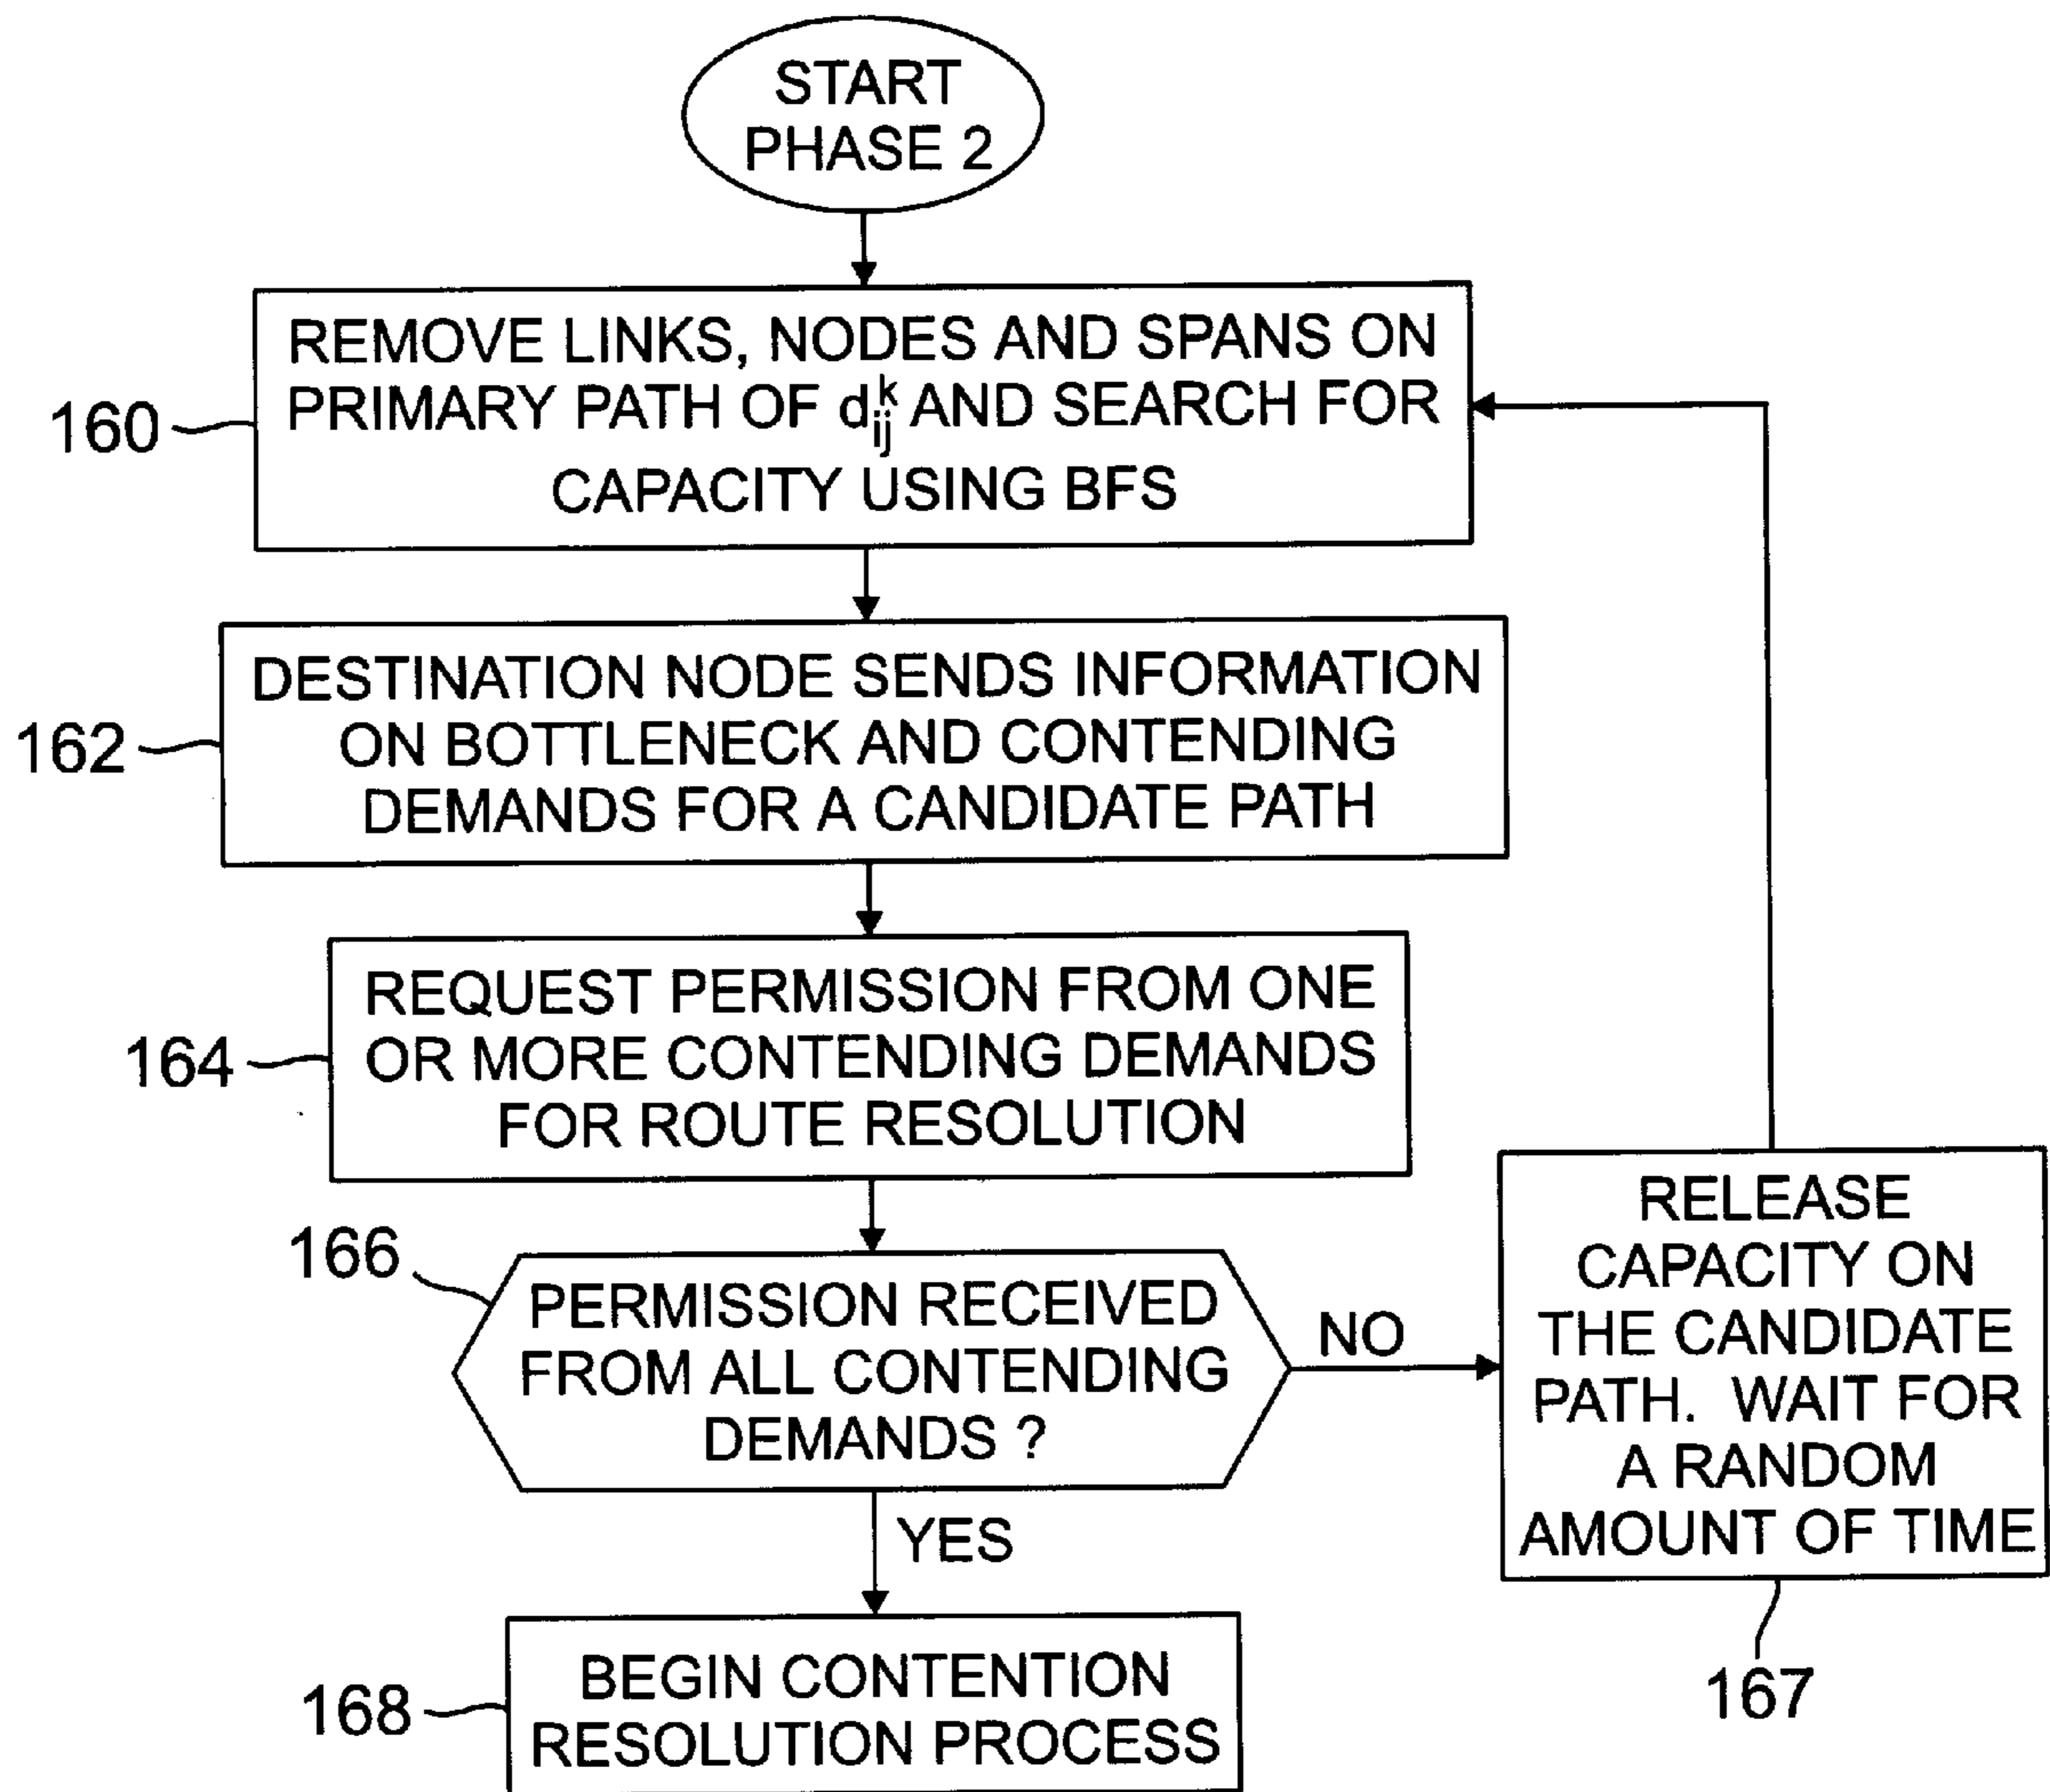 START
PHASE 2
REMOVE LINKS, NODES AND SPANS ON
PRIMARY PATH OF d_{ij}^{k} AND SEARCH FOR
CAPACITY USING BFS
160
DESTINATION NODE SENDS INFORMATION
ON BOTTLENECK AND CONTENDING
DEMANDS FOR A CANDIDATE PATH
162
REQUEST PERMISSION FROM ONE
OR MORE CONTENDING DEMANDS
FOR ROUTE RESOLUTION
164
166
PERMISSION RECEIVED
FROM ALL CONTENDING
DEMANDS ?
NO
RELEASE
CAPACITY ON
THE CANDIDATE
PATH. WAIT FOR
A RANDOM
AMOUNT OF TIME
167
YES
BEGIN CONTENTION
RESOLUTION PROCESS
168